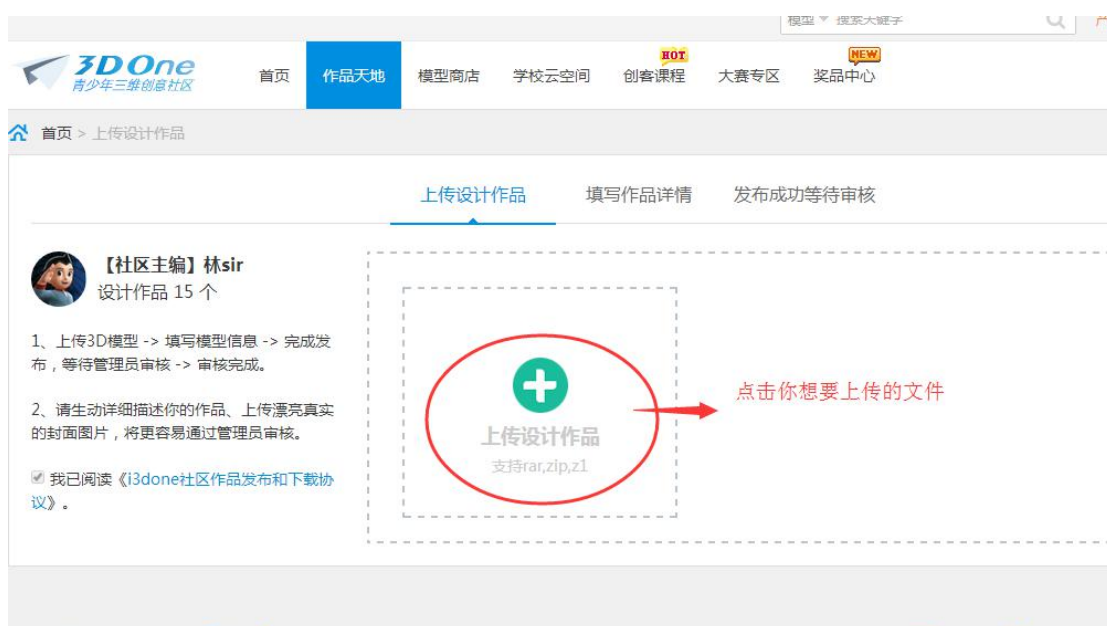 模型 搜索关键字
产
3D One
青少年三维创意社区
首页 作品天地 模型商店 学校云空间 HOT 创客课程 大赛专区 NEW 奖品中心
首页 > 上传设计作品
上传设计作品 填写作品详情 发布成功等待审核
【社区主编】林sir
设计作品 15 个
1、上传3D模型 -> 填写模型信息 -> 完成发
布，等待管理员审核 -> 审核完成。
2、请生动详细描述你的作品、上传漂亮真实
的封面图片，将更容易通过管理员审核。
我已阅读《i3done社区作品发布和下载协
议》。
上传设计作品
支持rar,zip,z1
点击你想要上传的文件